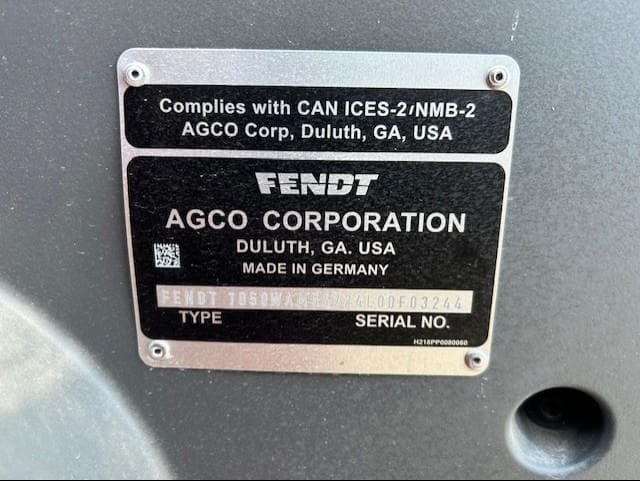 Complies with CAN ICES-2/NMB-2
AGCO Corp, Duluth, GA, USA
FENDT
AGCO CORPORATION
DULUTH, GA. USA
MADE IN GERMANY
FENDT
TYPE SERIAL NO.
H218PP0080060